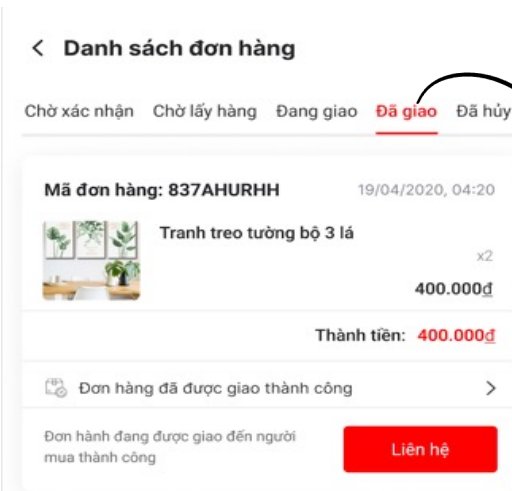 Danh sách đơn hàng
Chờ xác nhận Chờ lấy hàng Đang giao Đã giao Đã hủy
Mã đơn hàng: 837AHURHH 19/04/2020, 04:20
Tranh treo tường bộ 3 lá
x2
400.000đ
Thành tiền: 400.000đ
Đơn hàng đã được giao thành công
Đơn hành đang được giao đến người
mua thành công
Liên hệ